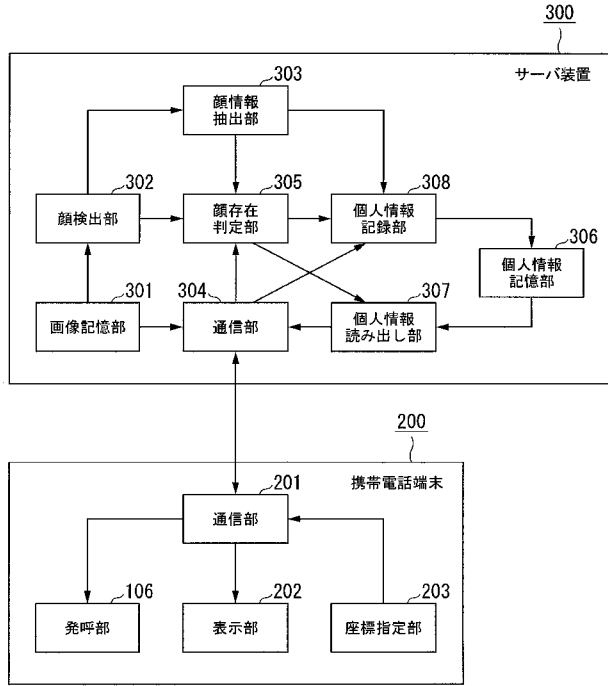 300
サーバ装置
303
顔情報
抽出部
302
顔検出部
305
顔存在
判定部
308
個人情報
記録部
306
個人情報
記憶部
301
画像記憶部
304
通信部
307
個人情報
読み出し部
200
携帯電話端末
201
通信部
106
発呼部
202
表示部
203
座標指定部